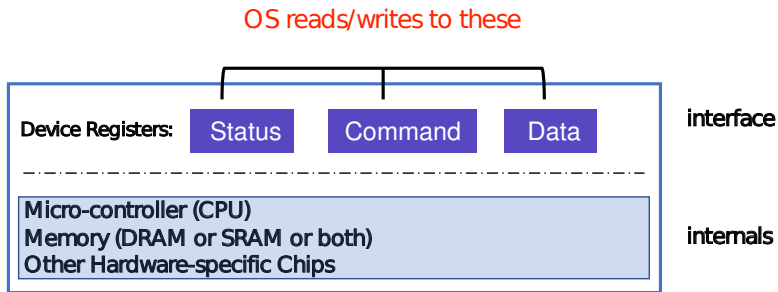 OS reads/writes to these
Device Registers: Status Command Data
interface
Micro-controller (CPU)
Memory (DRAM or SRAM or both)
Other Hardware-specific Chips
internals